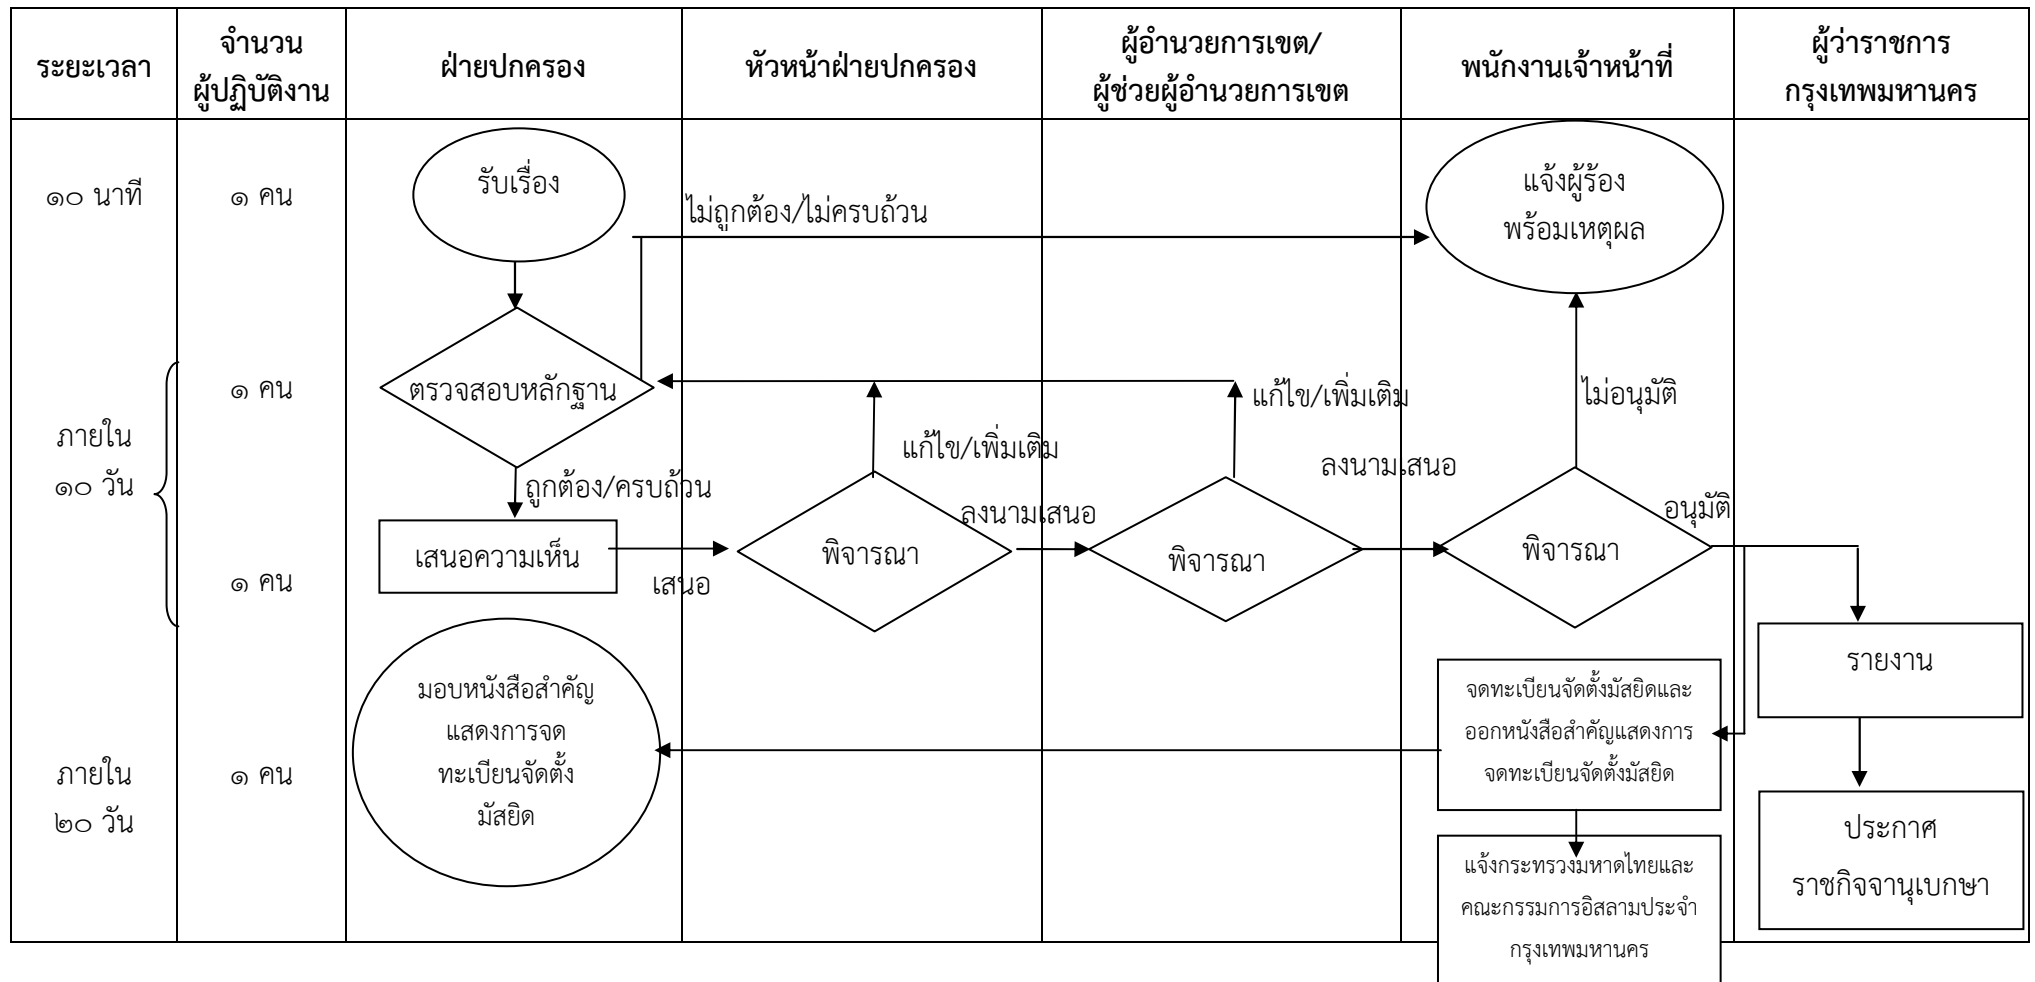 ระยะเวลา
จำนวน
ผู้ปฏิบัติงาน
ฝ่ายปกครอง
หัวหน้าฝ่ายปกครอง
ผู้อำนวยการเขต/
ผู้ช่วยผู้อำนวยการเขต
พนักงานเจ้าหน้าที่
ผู้ว่าราชการ
กรุงเทพมหานคร
๑๐ นาที
๑ คน
รับเรื่อง
ไม่ถูกต้อง/ไม่ครบถ้วน
แจ้งผู้ร้อง
พร้อมเหตุผล
ภายใน
๑๐ วัน
๑ คน
ตรวจสอบหลักฐาน
แก้ไข/เพิ่มเติม
แก้ไข/เพิ่มเติม
ไม่อนุมัติ
ถูกต้อง/ครบถ้วน
ลงนามเสนอ
ลงนามเสนอ
อนุมัติ
๑ คน
เสนอความเห็น
เสนอ
พิจารณา
พิจารณา
พิจารณา
รายงาน
ภายใน
๒๐ วัน
๑ คน
มอบหนังสือสำคัญ
แสดงการจด
ทะเบียนจัดตั้ง
มัสยิด
จดทะเบียนจัดตั้งมัสยิดและ
ออกหนังสือสำคัญแสดงการ
จดทะเบียนจัดตั้งมัสยิด
ประกาศ
ราชกิจจานุเบกษา
แจ้งกระทรวงมหาดไทยและ
คณะกรรมการอิสลามประจำ
กรุงเทพมหานคร